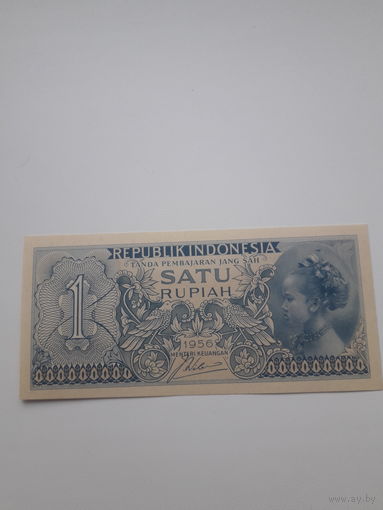 REPUBLIK INDONESIA
TANDA PEMBAJARAN JANG SAH
SATU
RUPIAH
1
1956
MENTERI KEUANGAN
www.ay.by